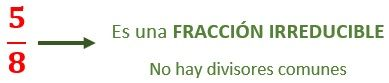 5
8
Es una FRACCIÓN IRREDUCIBLE
No hay divisores comunes